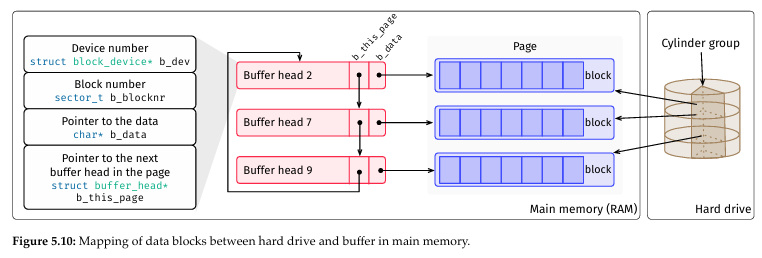 Device number
struct block_device* b_dev
Block number
sector_t b_blocknr
Pointer to the data
char* b_data
Pointer to the next
buffer head in the page
struct buffer_head*
b_this_page
b_this_page
b_data
Buffer head 2
Buffer head 7
Buffer head 9
Page
block
block
block
Main memory (RAM)
Cylinder group
Hard drive
Figure 5.10: Mapping of data blocks between hard drive and buffer in main memory.